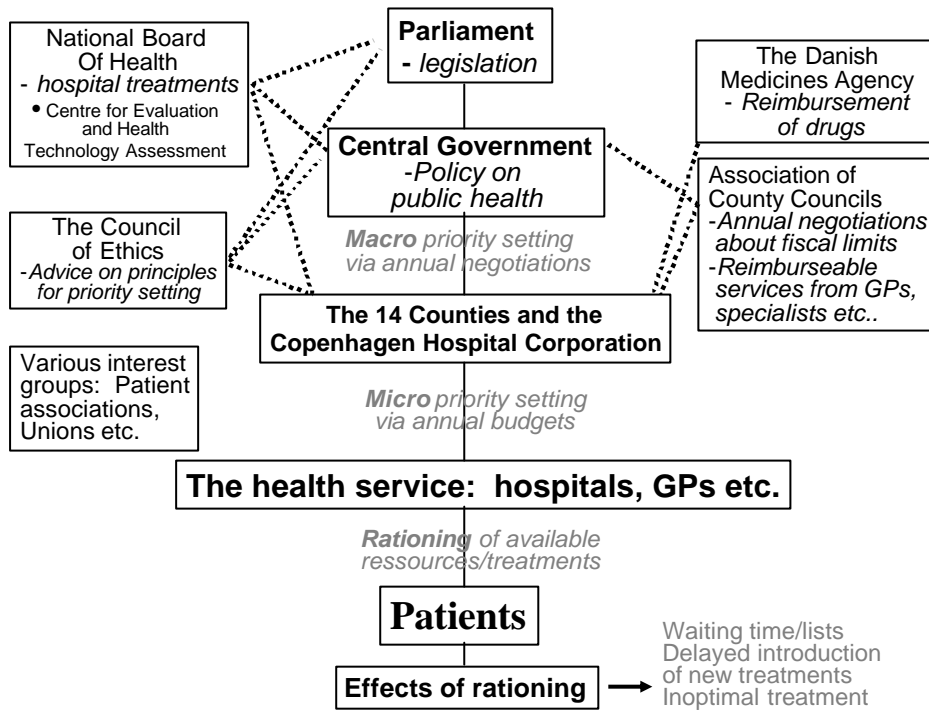 National Board
Of Health
- hospital treatments
• Centre for Evaluation
and Health
Technology Assessment
Parliament
- legislation
The Danish
Medicines Agency
- Reimbursement
of drugs
Central Government
-Policy on
public health
Association of
County Councils
-Annual negotiations
about fiscal limits
-Reimburseable
services from GPs,
specialists etc..
The Council
of Ethics
-Advice on principles
for priority setting
Macro priority setting
via annual negotiations
The 14 Counties and the
Copenhagen Hospital Corporation
Various interest
groups: Patient
associations,
Unions etc.
Micro priority setting
via annual budgets
The health service: hospitals, GPs etc.
Rationing of available
ressources/treatments
Patients
Effects of rationing
Waiting time/lists
Delayed introduction
of new treatments
Inoptimal treatment